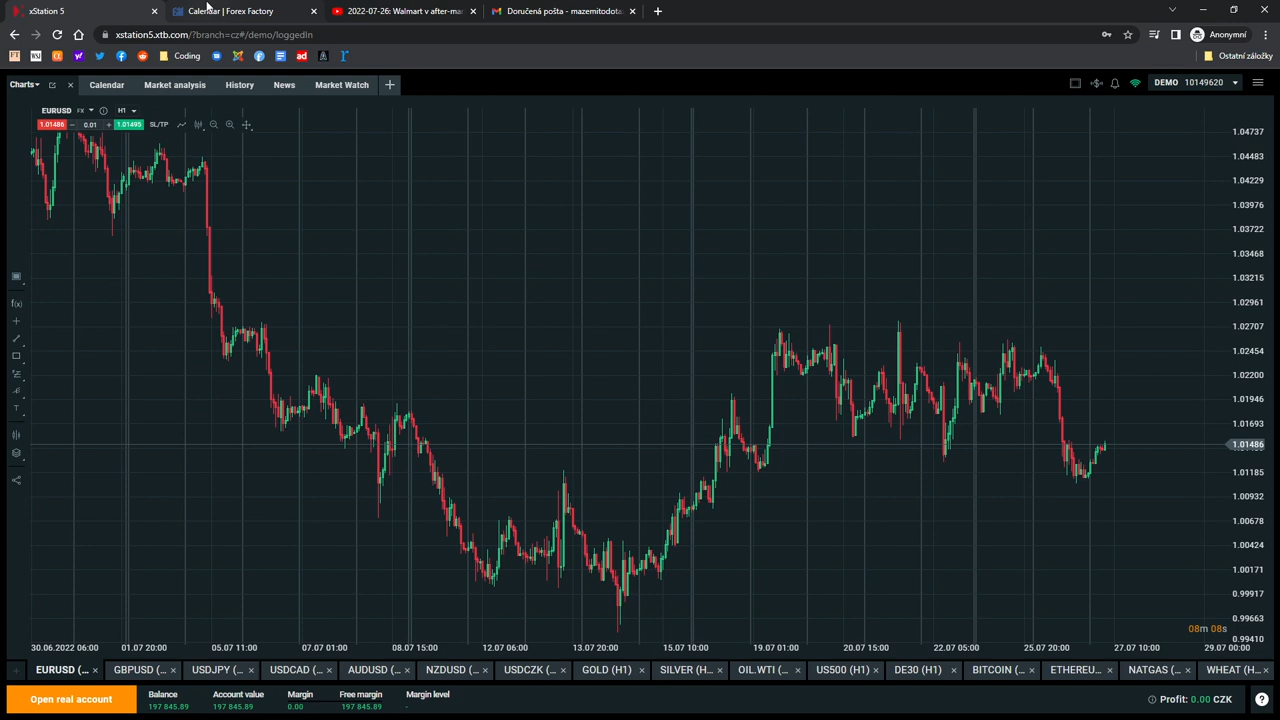 xStation 5
Calendar | Forex Factory
2022-07-26: Walmart v after-ma
Doručená pošta - mazemitodota
xstation5.xtb.com/?branch=cz#/demo/loggedIn
Anonymní
FT
WSJ
Coding
ad
A
Ostatní záložky
Charts
Calendar
Market analysis
History
News
Market Watch
DEMO 10149620
EURUSD FX H1
1.01486 0.01 1.01495 SL/TP
1.04737
1.04483
1.04229
1.03976
1.03722
1.03468
1.03215
1.02961
1.02707
1.02454
1.02200
1.01946
1.01693
1.01486
1.01185
1.00932
1.00678
1.00424
1.00171
0.99917
0.99663
0.99410
f(x)
T
08m 08s
30.06.2022 06:00 01.07 20:00 05.07 11:00 07.07 01:00 08.07 15:00 12.07 06:00 13.07 20:00 15.07 10:00 19.07 01:00 20.07 15:00 22.07 05:00 25.07 20:00 27.07 10:00 29.07 00:00
EURUSD (... GBPUSD (... USDJPY (... USDCAD (... AUDUSD (... NZDUSD (... USDCZK (... GOLD (H1) SILVER (H... OIL.WTI (... US500 (H1) DE30 (H1) BITCOIN (... ETHEREU... NATGAS (... WHEAT (H...
Open real account
Balance
197 845.89
Account value
197 845.89
Margin
0.00
Free margin
197 845.89
Margin level
-
Profit: 0.00 CZK
?